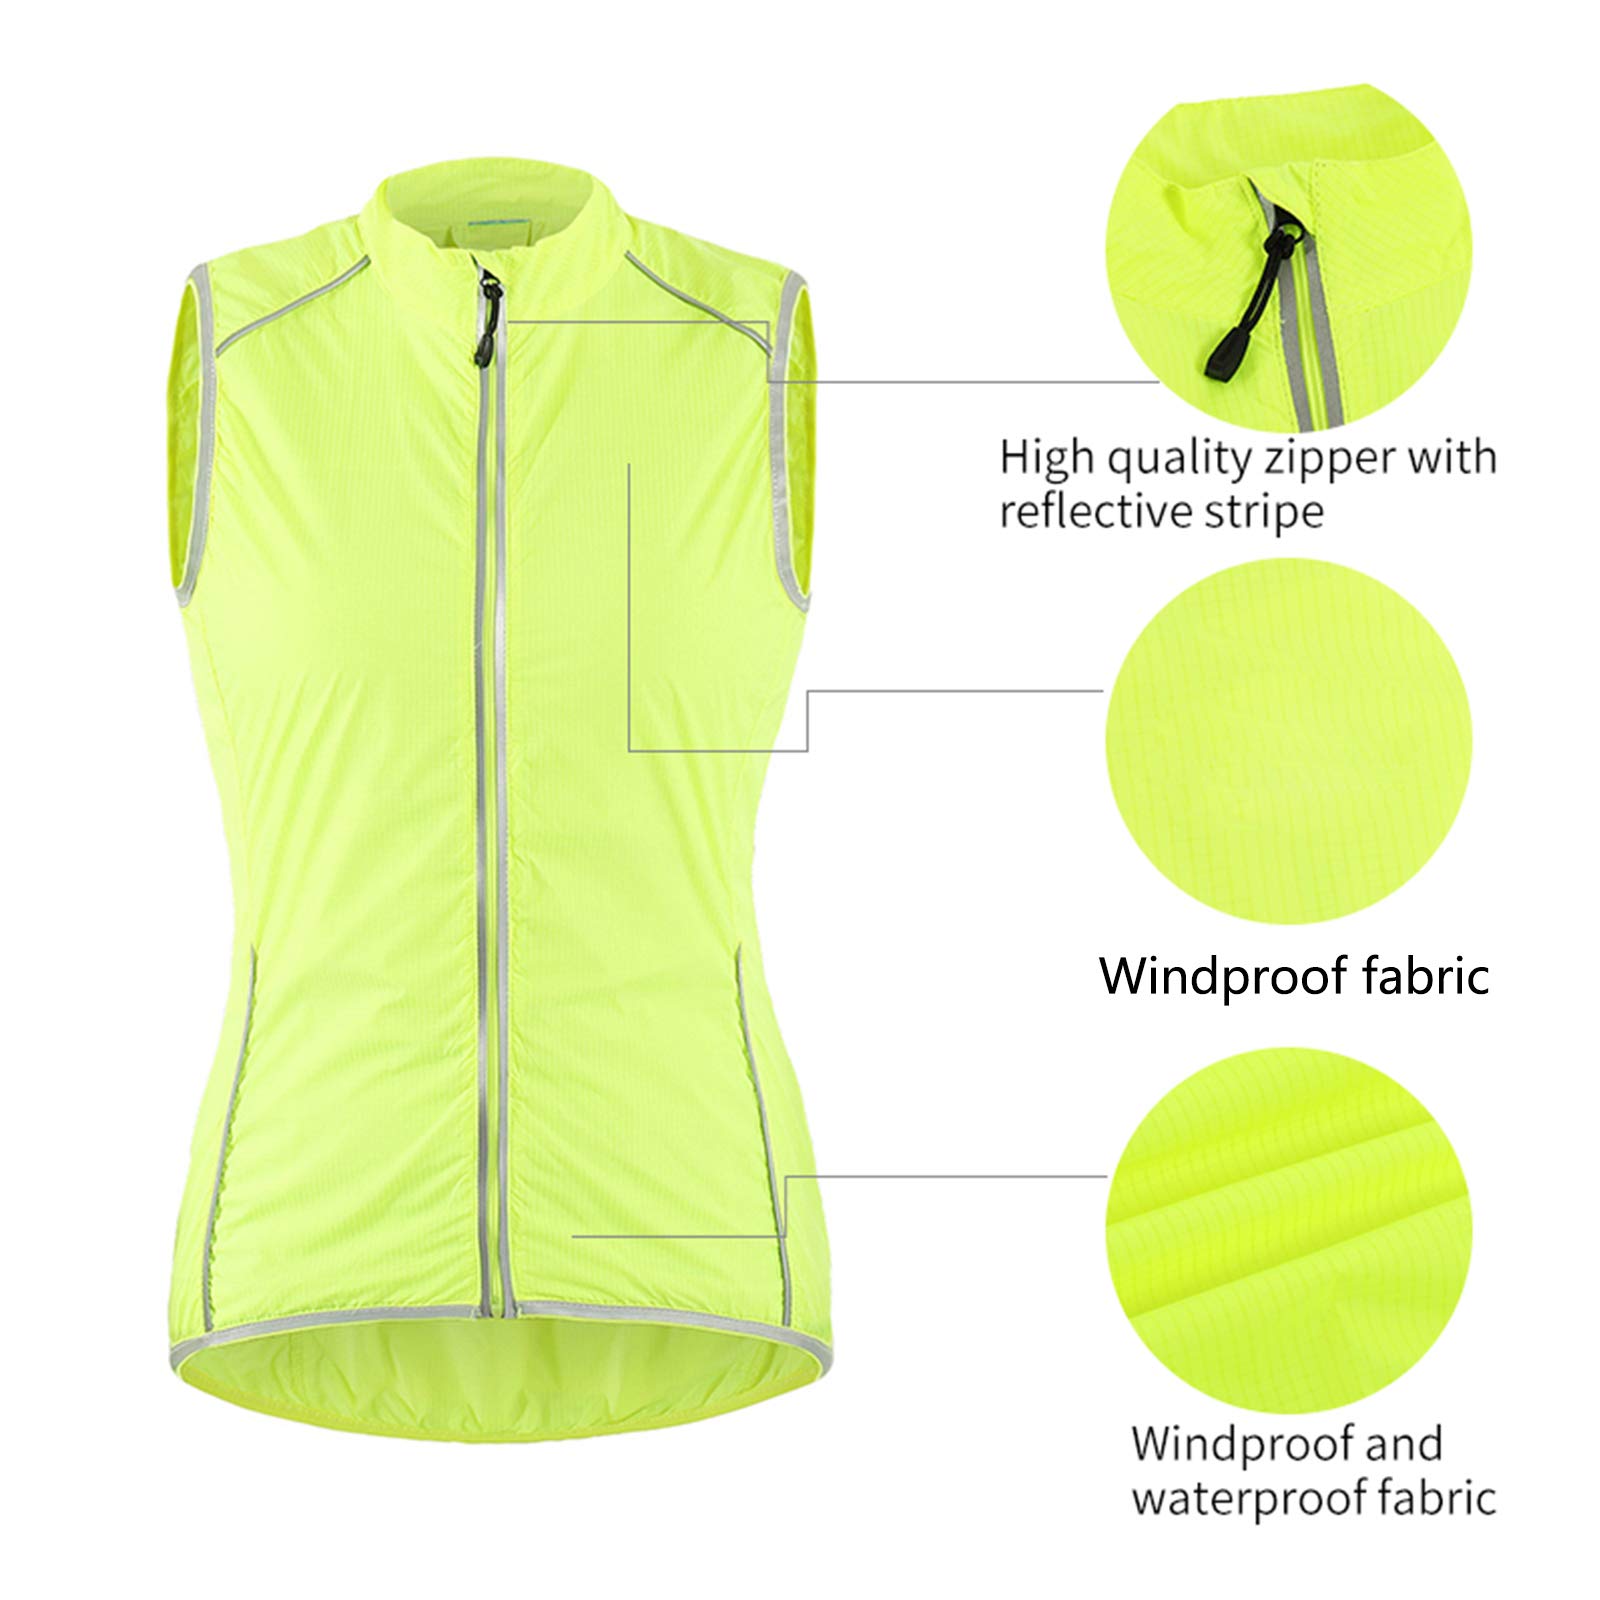 High quality zipper with
reflective stripe
Windproof fabric
Windproof and
waterproof fabric